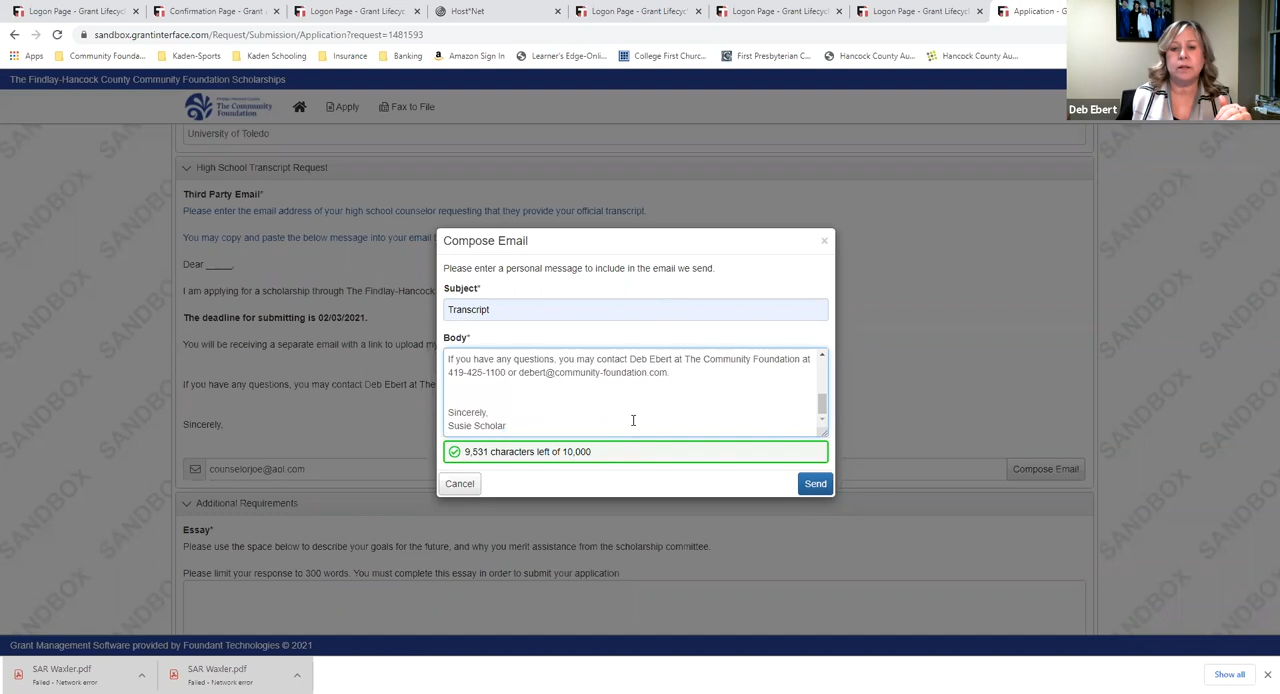 Logon Page - Grant Lifecycl
Confirmation Page - Grant
Logon Page - Grant Lifecyc
Host*Net
Logon Page - Grant Lifecyc
Logon Page - Grant Lifecyc
Logon Page - Grant Lifecyc
Application - G
sandbox.grantinterface.com/Request/Submission/Application?request=1481593
Apps
Community Founda...
Kaden-Sports
Kaden Schooling
Insurance
Banking
Amazon Sign In
Learner's Edge-Onli...
College First Churc...
First Presbyterian C...
Hancock County Au...
Hancock County Au...
Deb Ebert
The Findlay-Hancock County Community Foundation Scholarships
The Community
Foundation
Apply
Fax to File
University of Toledo
High School Transcript Request
Third Party Email*
Please enter the email address of your high school counselor requesting that they provide your official transcript.
You may copy and paste the below message into your email
Dear _____,
I am applying for a scholarship through The Findlay-Hancock
The deadline for submitting is 02/03/2021.
You will be receiving a separate email with a link to upload my
If you have any questions, you may contact Deb Ebert at The
Sincerely,
counselorjoe@aol.com
Compose Email
Compose Email
Please enter a personal message to include in the email we send.
Subject*
Transcript
Body*
If you have any questions, you may contact Deb Ebert at The Community Foundation at
419-425-1100 or debert@community-foundation.com.
Sincerely,
Susie Scholar
9,531 characters left of 10,000
Cancel
Send
Additional Requirements
Essay*
Please use the space below to describe your goals for the future, and why you merit assistance from the scholarship committee.
Please limit your response to 300 words. You must complete this essay in order to submit your application
SANDBOX
SANDBOX
SANDBOX
SANDBOX
Grant Management Software provided by Foundant Technologies © 2021
SAR Waxler.pdf
Failed - Network error
SAR Waxler.pdf
Failed - Network error
Show all